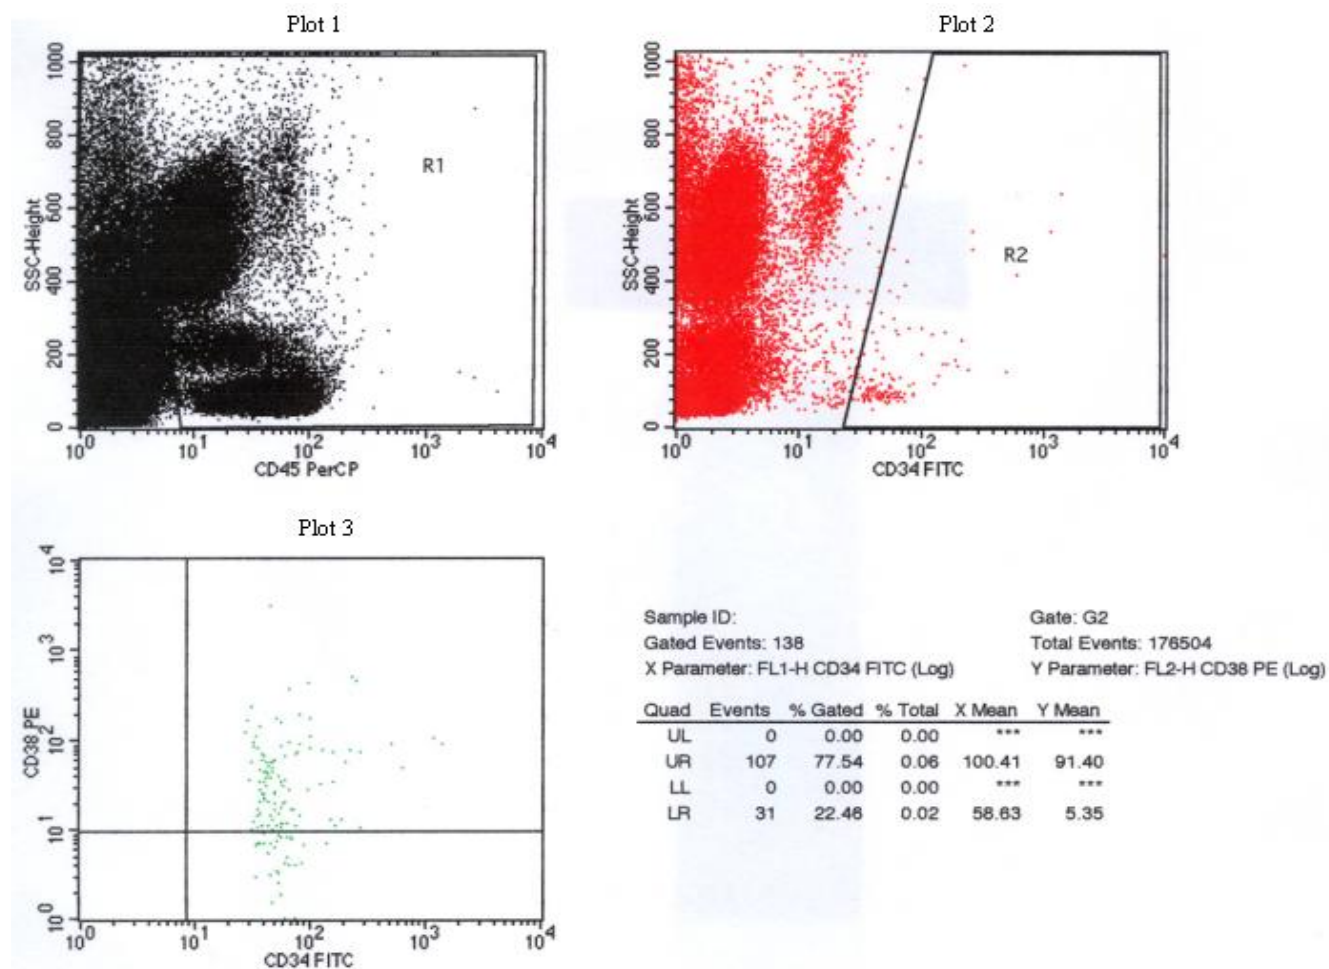 Plot 1
SSC-Height
0 200 400 600 800 1000
R1
10^0 10^1 10^2 10^3 10^4
CD45 PerCP
Plot 2
SSC-Height
0 200 400 600 800 1000
R2
10^0 10^1 10^2 10^3 10^4
CD34 FITC
Plot 3
CD38 PE
10^0 10^1 10^2 10^3 10^4
10^0 10^1 10^2 10^3 10^4
CD34 FITC
Sample ID: Gate: G2
Gated Events: 138 Total Events: 176504
X Parameter: FL1-H CD34 FITC (Log) Y Parameter: FL2-H CD38 PE (Log)
Quad Events % Gated % Total X Mean Y Mean
UL 0 0.00 0.00 *** ***
UR 107 77.54 0.06 100.41 91.40
LL 0 0.00 0.00 *** ***
LR 31 22.46 0.02 58.63 5.35